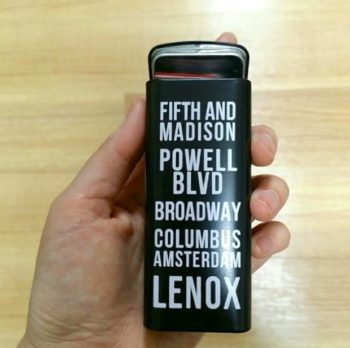 FIFTH AND
MADISON
POWELL
BLVD
BROADWAY
COLUMBUS
AMSTERDAM
LENOX